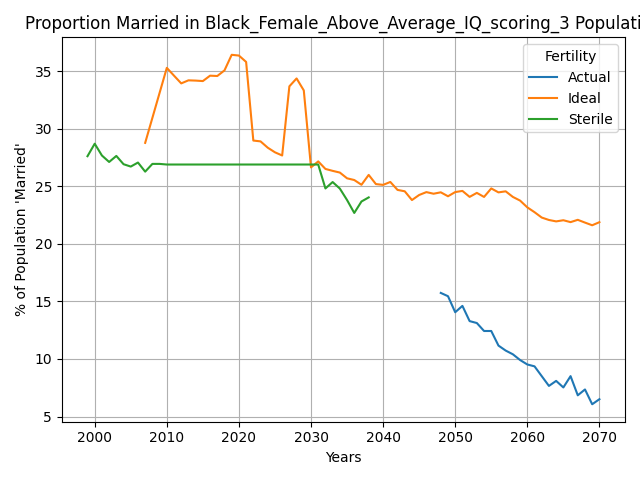 Proportion Married in Black_Female_Above_Average_IQ_scoring_3 Populati
Fertility
Actual
Ideal
Sterile
% of Population 'Married'
35
30
25
20
15
10
5
2000 2010 2020 2030 2040 2050 2060 2070
Years